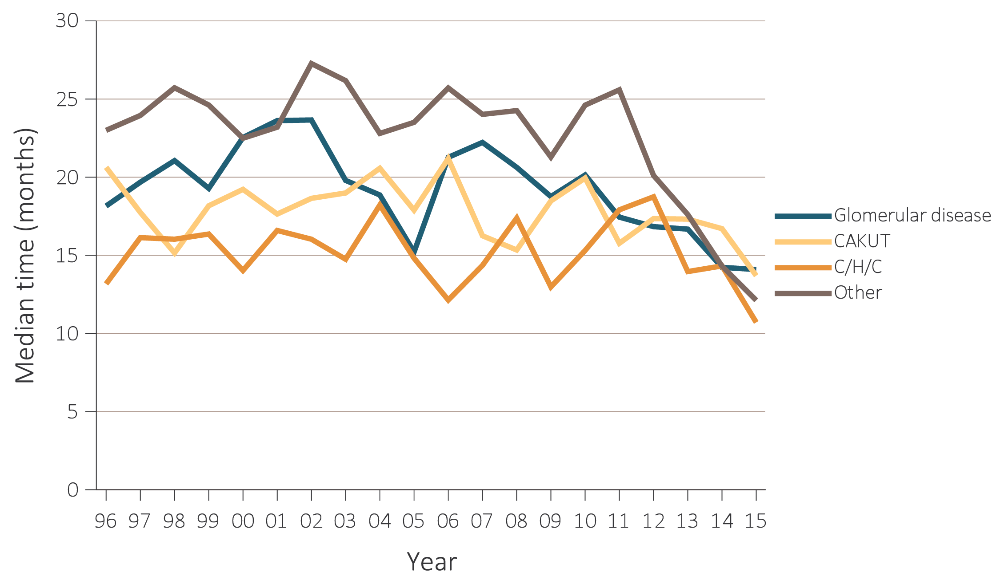 30
25
20
15
10
5
0
Median time (months)
96 97 98 99 00 01 02 03 04 05 06 07 08 09 10 11 12 13 14 15
Year
Glomerular disease
CAKUT
C/H/C
Other